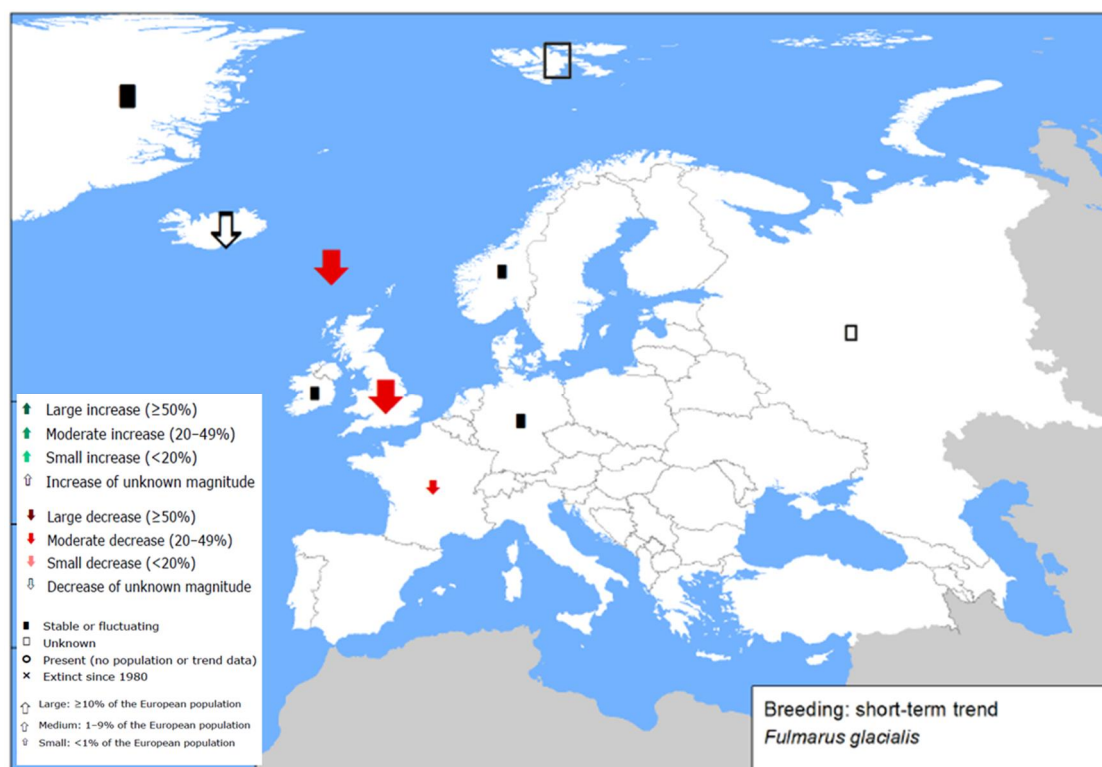 Large increase (≥50%)
Moderate increase (20–49%)
Small increase (<20%)
Increase of unknown magnitude
Large decrease (≥50%)
Moderate decrease (20–49%)
Small decrease (<20%)
Decrease of unknown magnitude
Stable or fluctuating
Unknown
Present (no population or trend data)
Extinct since 1980
Large: ≥10% of the European population
Medium: 1–9% of the European population
Small: <1% of the European population
Breeding: short-term trend
Fulmarus glacialis